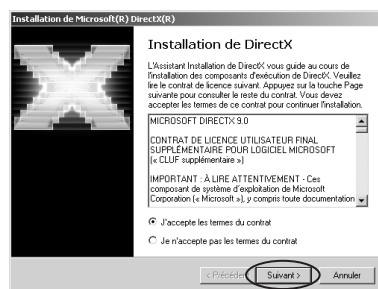 Installation de Microsoft(R) DirectX(R)
Installation de DirectX
L'Assistant Installation de DirectX vous guide au cours de
l'installation des composants d'exécution de DirectX. Veuillez
lire le contrat de licence suivant. Appuyez sur la touche Page
suivante pour consulter le reste du contrat. Vous devez
accepter les termes de ce contrat pour continuer l'installation.
MICROSOFT DIRECTX 9.0
CONTRAT DE LICENCE UTILISATEUR FINAL
SUPPLÉMENTAIRE POUR LOGICIEL MICROSOFT
(« CLUF supplémentaire »)
IMPORTANT : À LIRE ATTENTIVEMENT - Ces
composant de système d'exploitation de Microsoft
Corporation (« Microsoft »), y compris toute documentation
J'accepte les termes du contrat
Je n'accepte pas les termes du contrat
< Précéden Suivant > Annuler